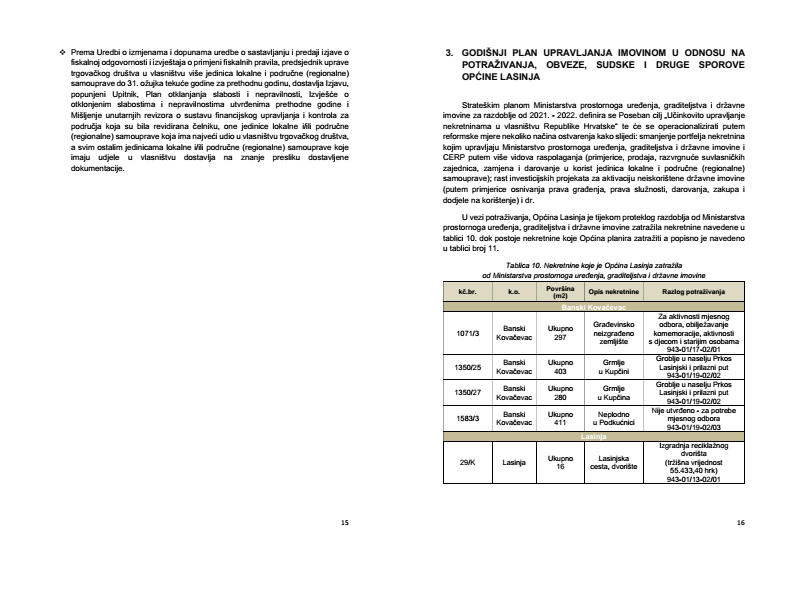 ❖ Prema Uredbi o izmjenama i dopunama uredbe o sastavljanju i predaji izjave o
fiskalnoj odgovornosti i izvještaja o primjeni fiskalnih pravila, predsjednik uprave
trgovačkog društva u vlasništvu više jedinica lokalne i područne (regionalne)
samouprave do 31. ožujka tekuće godine za prethodnu godinu, dostavlja Izjavu,
popunjeni Upitnik, Plan otklanjanja slabosti i nepravilnosti, Izvješće o
otklonjenim slabostima i nepravilnostima utvrđenima prethodne godine i
Mišljenje unutarnjih revizora o sustavu financijskog upravljanja i kontrola za
područja koja su bila revidirana čelniku, one jedinice lokalne i/ili područne
(regionalne) samouprave koja ima najveći udio u vlasništvu trgovačkog društva,
a svim ostalim jedinicama lokalne i/ili područne (regionalne) samouprave koje
imaju udjele u vlasništvu dostavlja na znanje presliku dostavljene
dokumentacije.
15
3. GODIŠNJI PLAN UPRAVLJANJA IMOVINOM U ODNOSU NA
POTRAŽIVANJA, OBVEZE, SUDSKE I DRUGE SPOROVE
OPĆINE LASINJA
Strateškim planom Ministarstva prostornoga uređenja, graditeljstva i državne
imovine za razdoblje od 2021. - 2022. definira se Poseban cilj „Učinkovito upravljanje
nekretninama u vlasništvu Republike Hrvatske" te će se operacionalizirati putem
reformske mjere nekoliko načina ostvarenja kako slijedi: smanjenje portfelja nekretnina
kojim upravljaju Ministarstvo prostornoga uređenja, graditeljstva i državne imovine i
CERP putem više vidova raspolaganja (primjerice, prodaja, razvrgnuće suvlasničkih
zajednica, zamjena i darovanje u korist jedinica lokalne i područne (regionalne)
samouprave); rast investicijskih projekata za aktivaciju neiskorištene državne imovine
(putem primjerice osnivanja prava građenja, prava služnosti, darovanja, zakupa i
dodjele na korištenje) i dr.
U vezi potraživanja, Općina Lasinja je tijekom proteklog razdoblja od Ministarstva
prostornoga uređenja, graditeljstva i državne imovine zatražila nekretnine navedene u
tablici 10. dok postoje nekretnine koje Općina planira zatražiti a popisno je navedeno
u tablici broj 11.
Tablica 10. Nekretnine koje je Općina Lasinja zatražila
od Ministarstva prostornoga uređenja, graditeljstva i državne imovine
kč.br. k.o. Površina (m2) Opis nekretnine Razlog potraživanja
Banski Kovačevac
1071/3 Banski Kovačevac Ukupno 297 Građevinsko neizgrađeno zemljište Za aktivnosti mjesnog odbora, obilježavanje komemoracije, aktivnosti s djecom i starijim osobama 943-01/17-02/01
1350/25 Banski Kovačevac Ukupno 403 Grmlje u Kupčini Groblje u naselju Prkos Lasinjski i prilazni put 943-01/19-02/02
1350/27 Banski Kovačevac Ukupno 280 Grmlje u Kupčina Groblje u naselju Prkos Lasinjski i prilazni put 943-01/19-02/02
1583/3 Banski Kovačevac Ukupno 411 Neplodno u Podkućnici Nije utvrđeno - za potrebe mjesnog odbora 943-01/19-02/03
Lasinja
29/K Lasinja Ukupno 16 Lasinjska cesta, dvorište Izgradnja reciklažnog dvorišta (tržišna vrijednost 55.433,40 hrk) 943-01/13-02/01
16